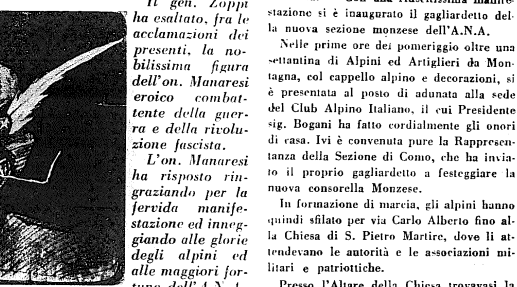 Il gen. Zoppi
ha esaltato, fra le
acclamazioni dei
presenti, la no-
bilissima figura
dell'on. Manaresi
eroico combat-
tente della guer-
ra e della rivolu-
zione fascista.
L'on. Manaresi
ha risposto rin-
graziando per la
fervida manife-
stazione ed inneg-
giando alle glorie
degli alpini ed
alle maggiori for-
tune dell'A.N.A.
stazione si è inaugurato il gagliardetto del-
la nuova sezione monzese dell'A.N.A.
Nelle prime ore del pomeriggio oltre una
settantina di Alpini ed Artiglieri da Mon-
tagna, col cappello alpino e decorazioni, si
è presentata al posto di adunata alla sede
del Club Alpino Italiano, il cui Presidente
sig. Bogani ha fatto cordialmente gli onori
di casa. Ivi è convenuta pure la Rappresen-
tanza della Sezione di Como, che ha invia-
to il proprio gagliardetto a festeggiare la
nuova consorella Monzese.
In formazione di marcia, gli alpini hanno
quindi sfilato per via Carlo Alberto fino al-
la Chiesa di S. Pietro Martire, dove li at-
tendevano le autorità e le associazioni mi-
litari e patriottiche.
Presso l'Altare della Chiesa trovavasi la